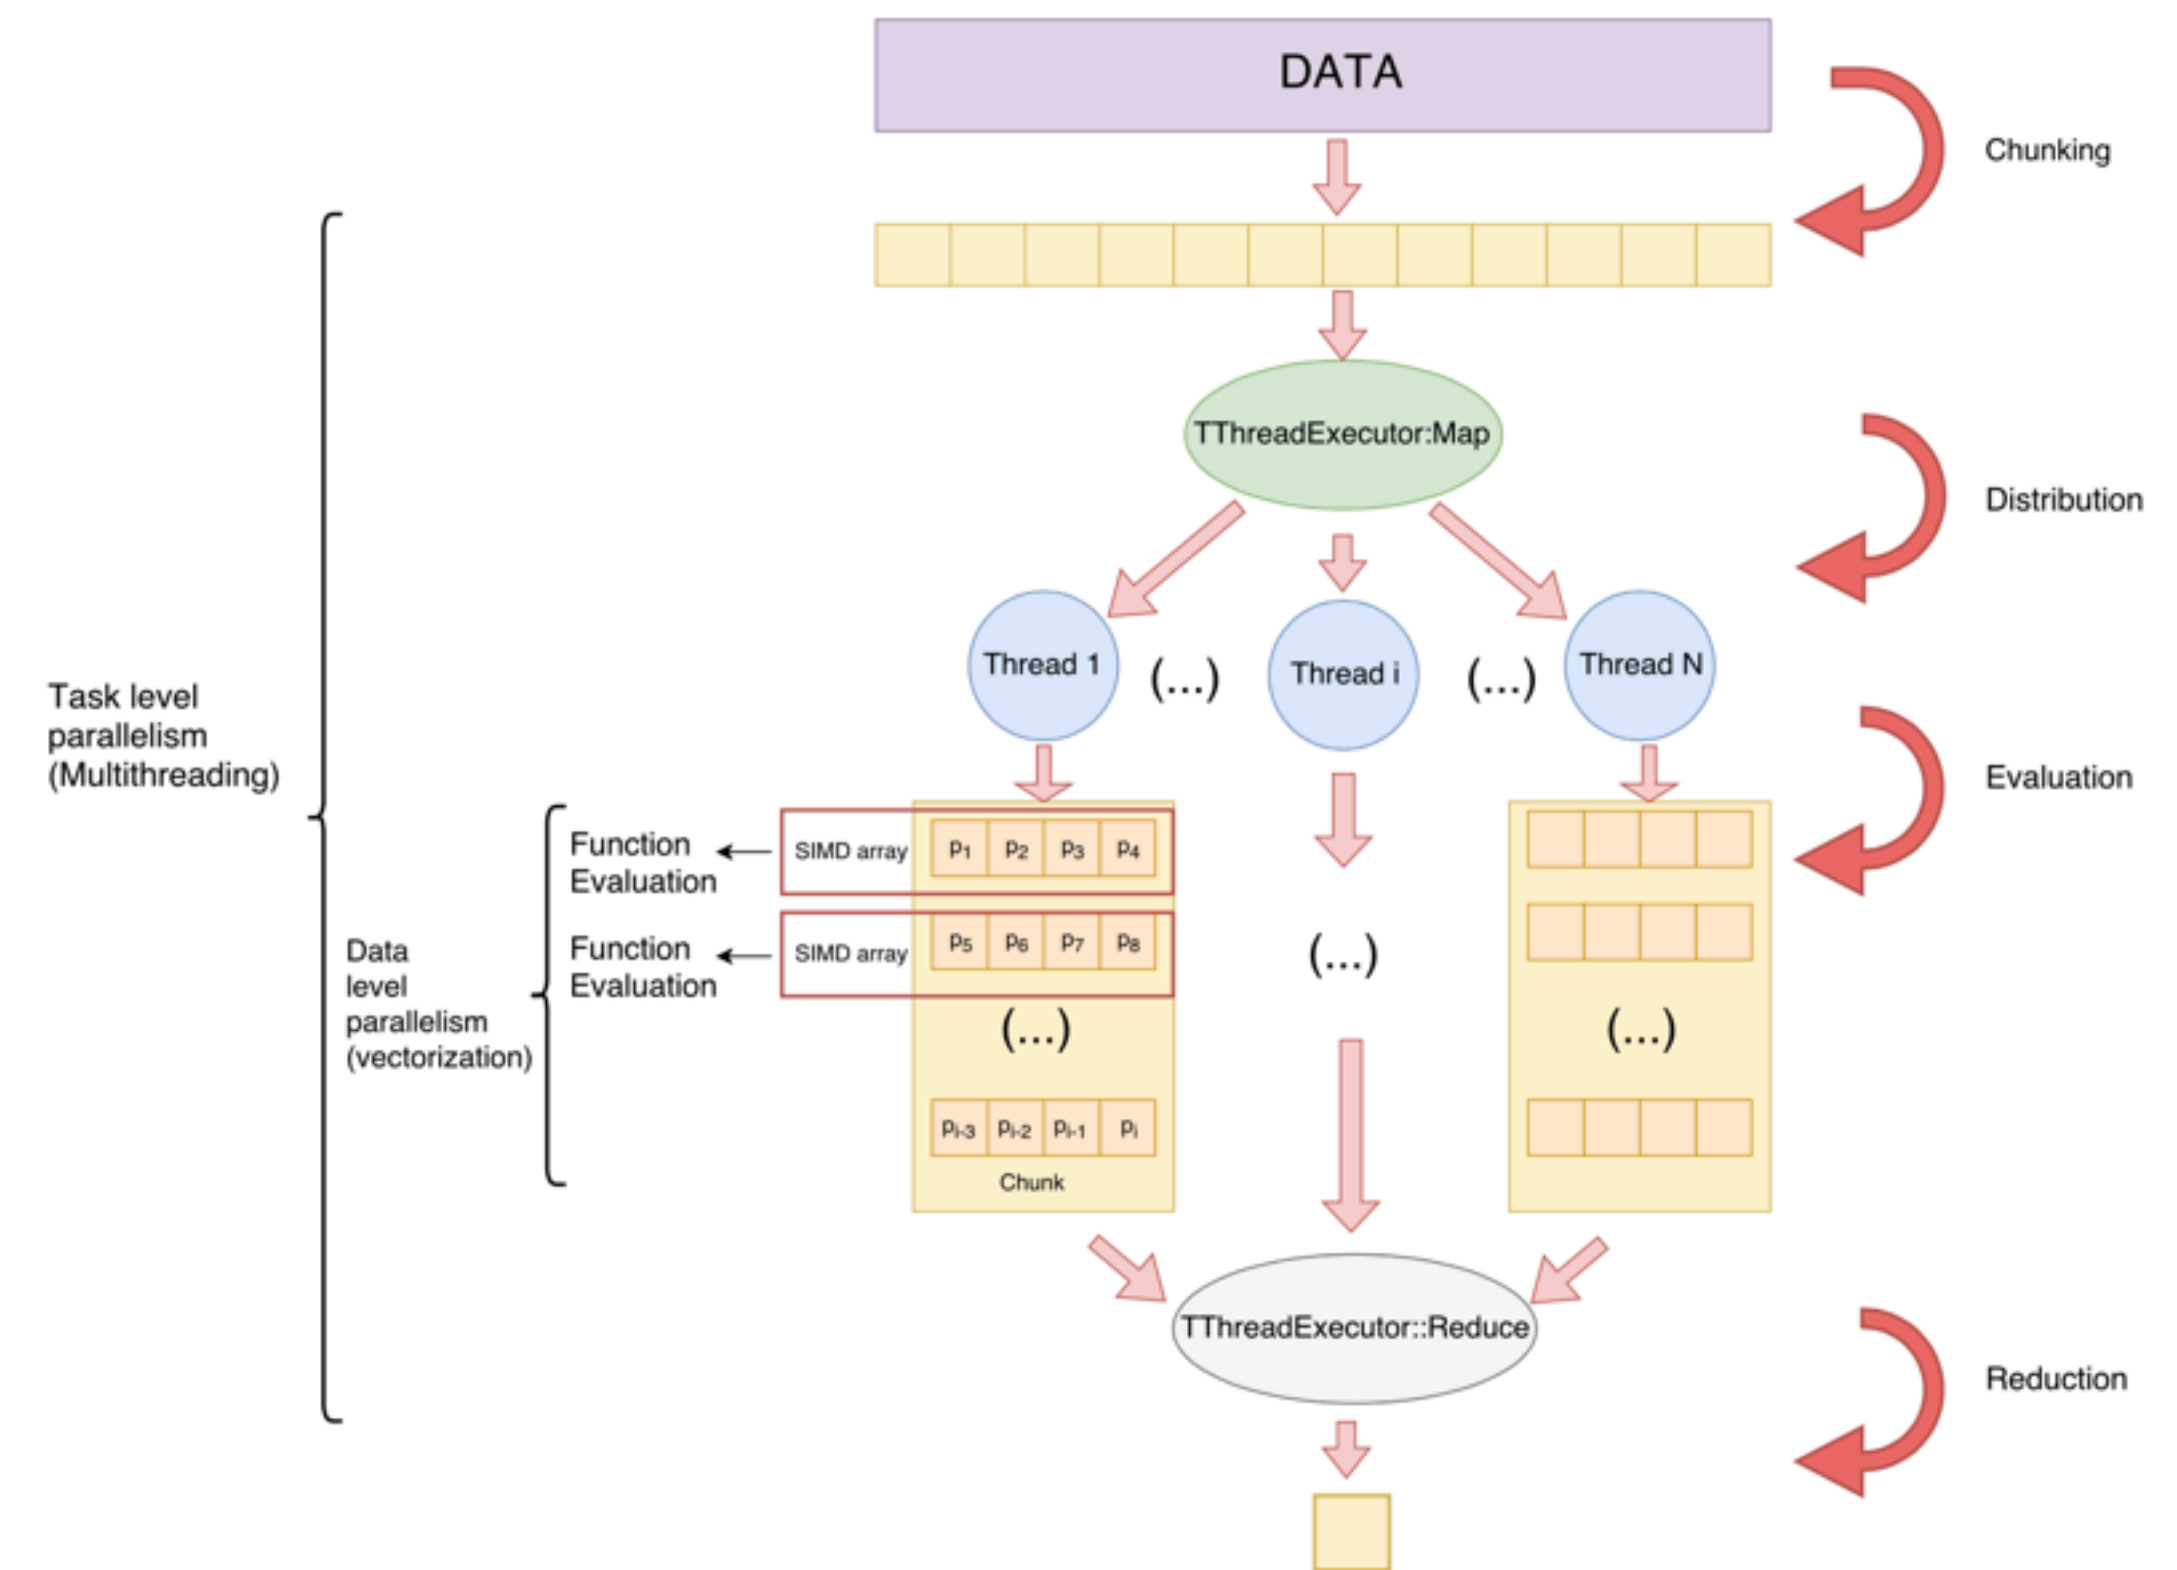 DATA
Chunking
TThreadExecutor:Map
Distribution
Thread 1
(...)
Thread i
(...)
Thread N
Task level
parallelism
(Multithreading)
Evaluation
Function
Evaluation
SIMD array
p1 p2 p3 p4
Function
Evaluation
SIMD array
p5 p6 p7 p8
Data
level
parallelism
(vectorization)
(...)
(...)
(...)
pi-3 pi-2 pi-1 pi
Chunk
TThreadExecutor::Reduce
Reduction